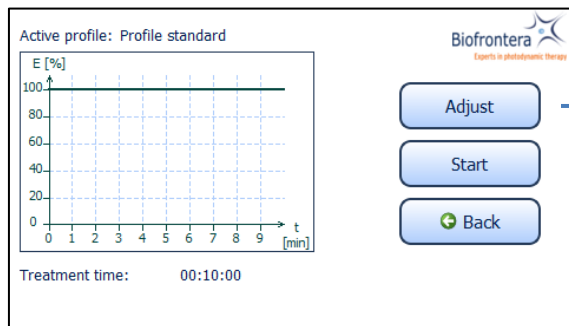 Active profile: Profile standard
Biofrontera
Experts in photodynamic therapy
E [%]
100
80
60
40
20
0
0 1 2 3 4 5 6 7 8 9
t
[min]
Adjust
Start
Back
Treatment time: 00:10:00